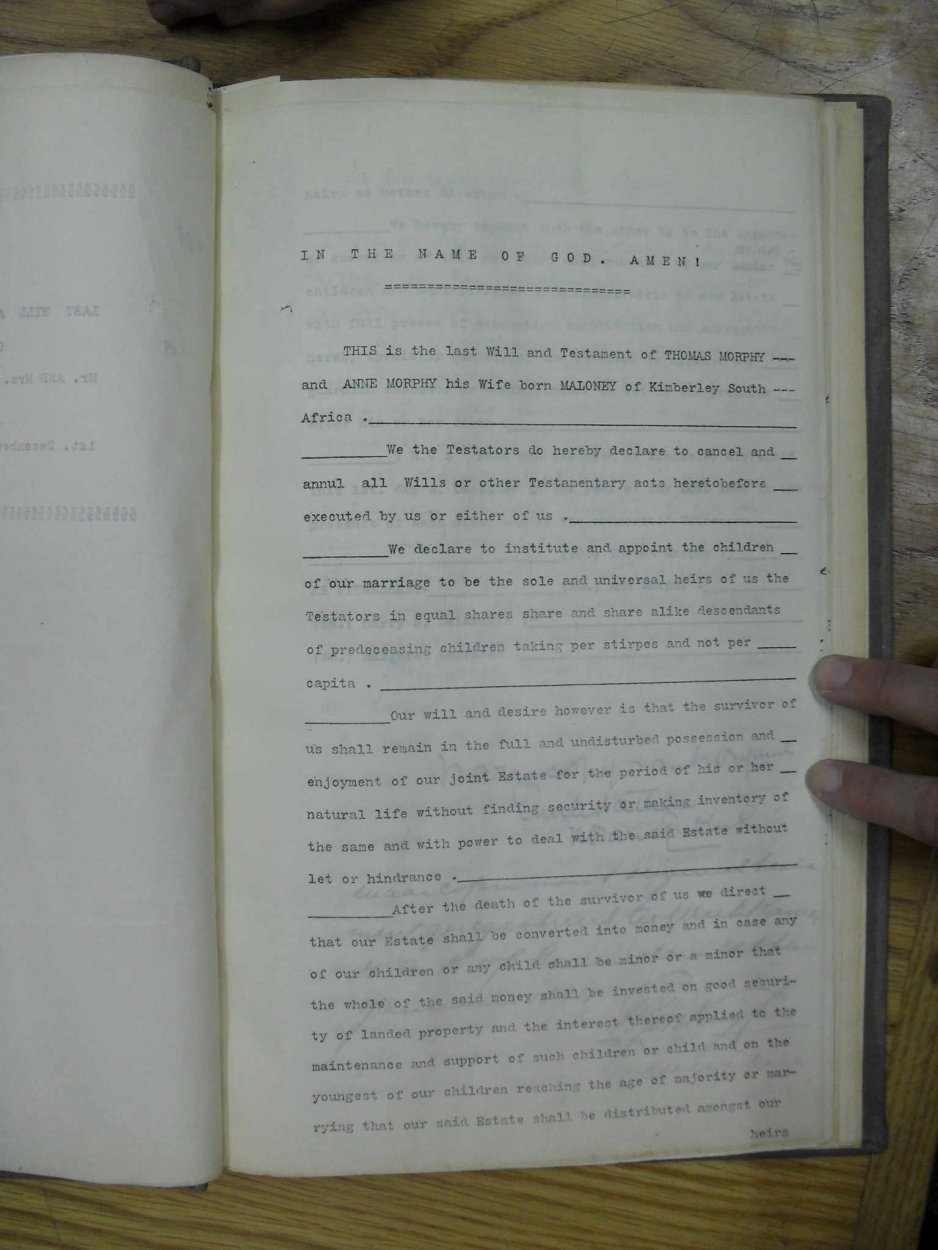 IN THE NAME OF GOD. AMEN!
============================
THIS is the last Will and Testament of THOMAS MORPHY ---
and ANNE MORPHY his Wife born MALONEY of Kimberley South ---
Africa .
We the Testators do hereby declare to cancel and
annul all Wills or other Testamentary acts heretobefore
executed by us or either of us .
We declare to institute and appoint the children
of our marriage to be the sole and universal heirs of us the
Testators in equal shares share and share alike descendants
of predeceasing children taking per stirpes and not per
capita .
Our will and desire however is that the survivor of
us shall remain in the full and undisturbed possession and
enjoyment of our joint Estate for the period of his or her
natural life without finding security or making inventory of
the same and with power to deal with the said Estate without
let or hindrance .
After the death of the survivor of us we direct
that our Estate shall be converted into money and in case any
of our children or any child shall be minor or a minor that
the whole of the said money shall be invested on good securi-
ty of landed property and the interest thereof applied to the
maintenance and support of such children or child and on the
youngest of our children reaching the age of majority or mar-
rying that our said Estate shall be distributed amongst our
heirs